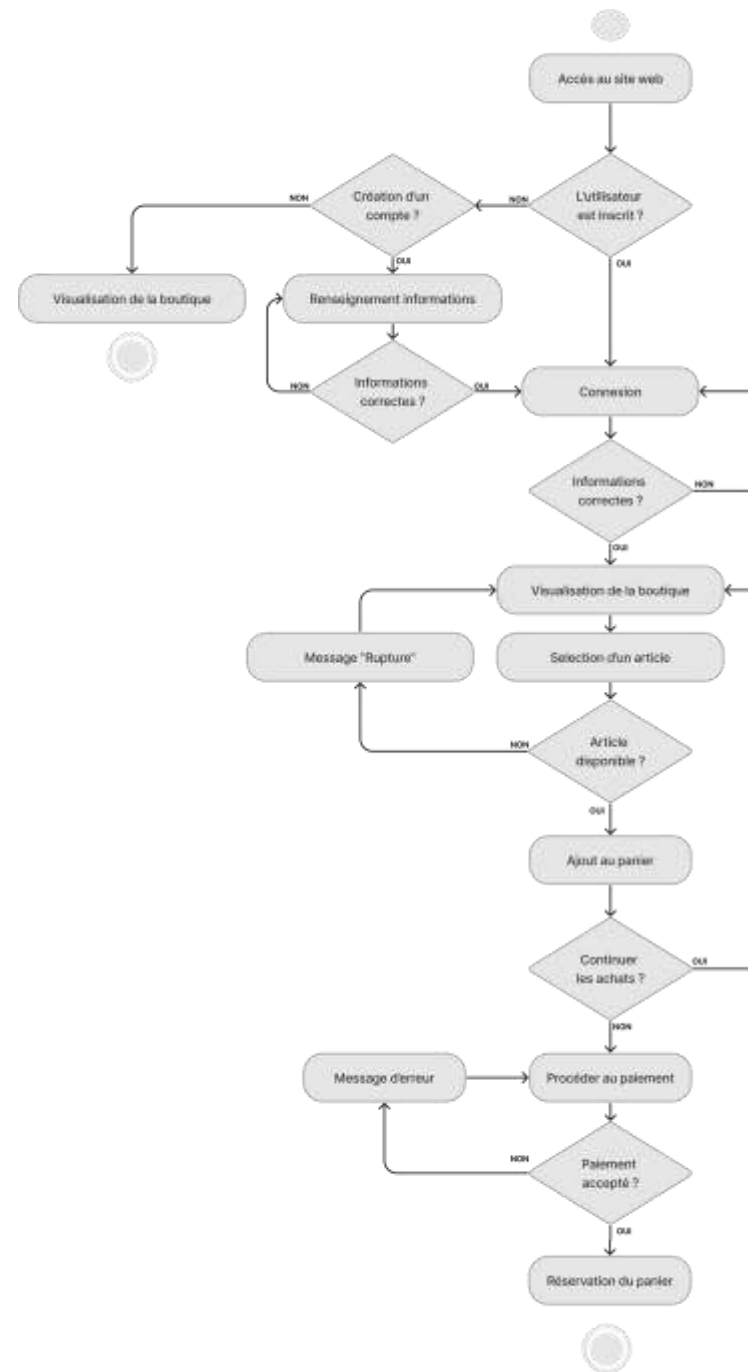 Accès au site web
L'utilisateur
est inscrit ?
NON
Création d'un
compte ?
NON
OUI
OUI
Visualisation de la boutique
Renseignement informations
Informations
correctes ?
NON
OUI
Connexion
Informations
correctes ?
NON
OUI
Visualisation de la boutique
Message "Rupture"
Selection d'un article
Article
disponible ?
NON
OUI
Ajout au panier
Continuer
les achats ?
OUI
NON
Message d'erreur
Procéder au paiement
Paiement
accepté ?
NON
OUI
Réservation du panier